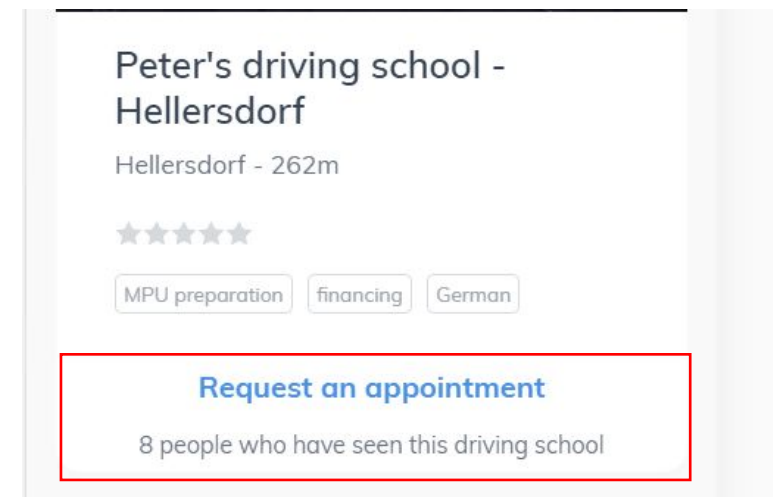 Peter's driving school -
Hellersdorf
Hellersdorf - 262m
MPU preparation financing German
Request an appointment
8 people who have seen this driving school